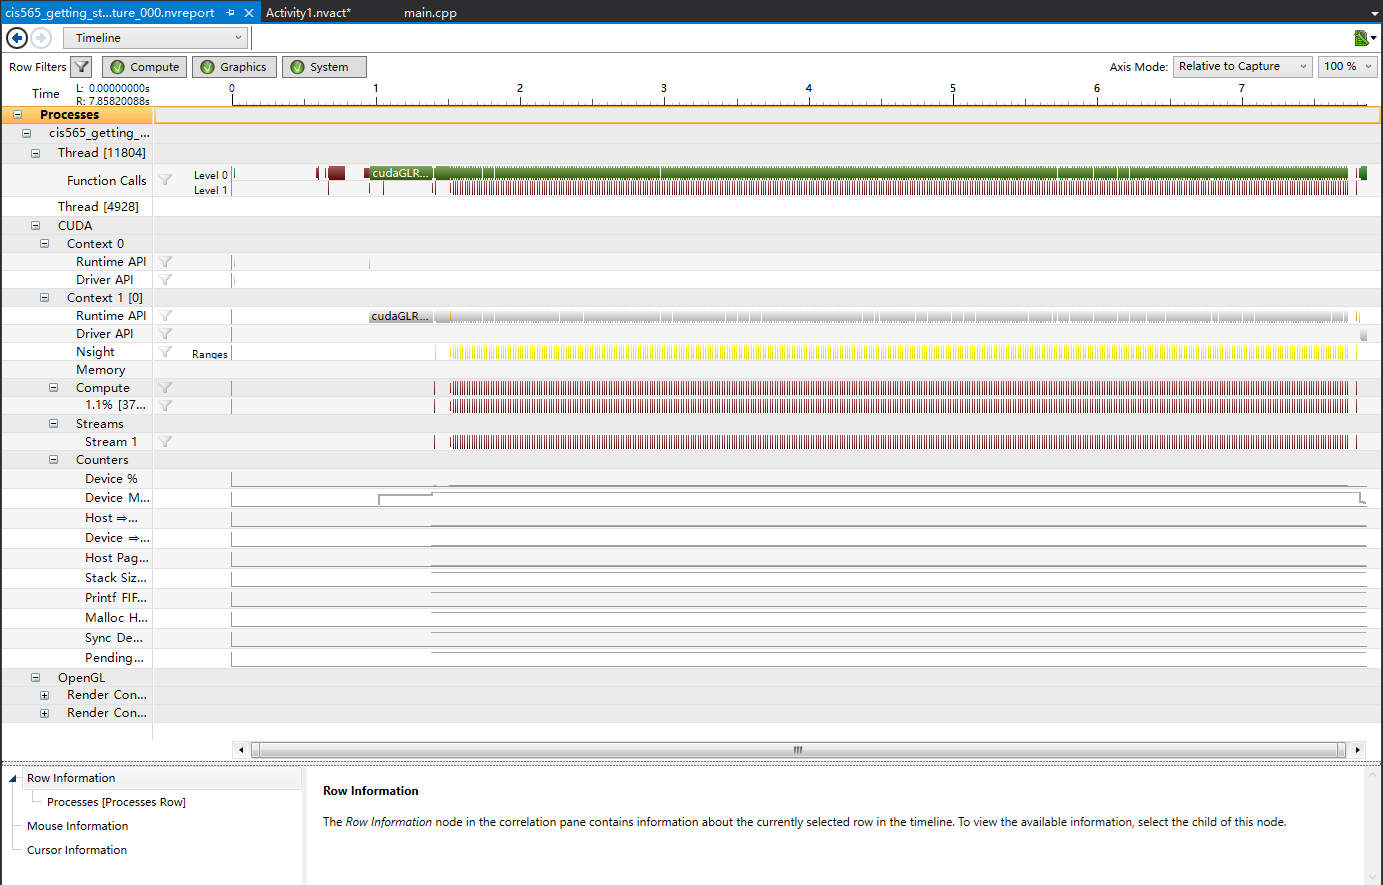 cis565_getting_st...ture_000.nvreport Activity1.nvact* main.cpp
Timeline
Row Filters Compute Graphics System Axis Mode: Relative to Capture 100 %
Time L: 0.00000000s R: 7.85820088s 0 1 2 3 4 5 6 7
Processes
cis565_getting_...
Thread [11804]
Function Calls Level 0 cudaGLR...
Level 1
Thread [4928]
CUDA
Context 0
Runtime API
Driver API
Context 1 [0]
Runtime API cudaGLR...
Driver API
Nsight Ranges
Memory
Compute
1.1% [37...
Streams
Stream 1
Counters
Device %
Device M...
Host ⇒...
Device ⇒...
Host Pag...
Stack Siz...
Printf FIF...
Malloc H...
Sync De...
Pending...
OpenGL
Render Con...
Render Con...
Row Information
Processes [Processes Row]
Mouse Information
Cursor Information
Row Information
The Row Information node in the correlation pane contains information about the currently selected row in the timeline. To view the available information, select the child of this node.